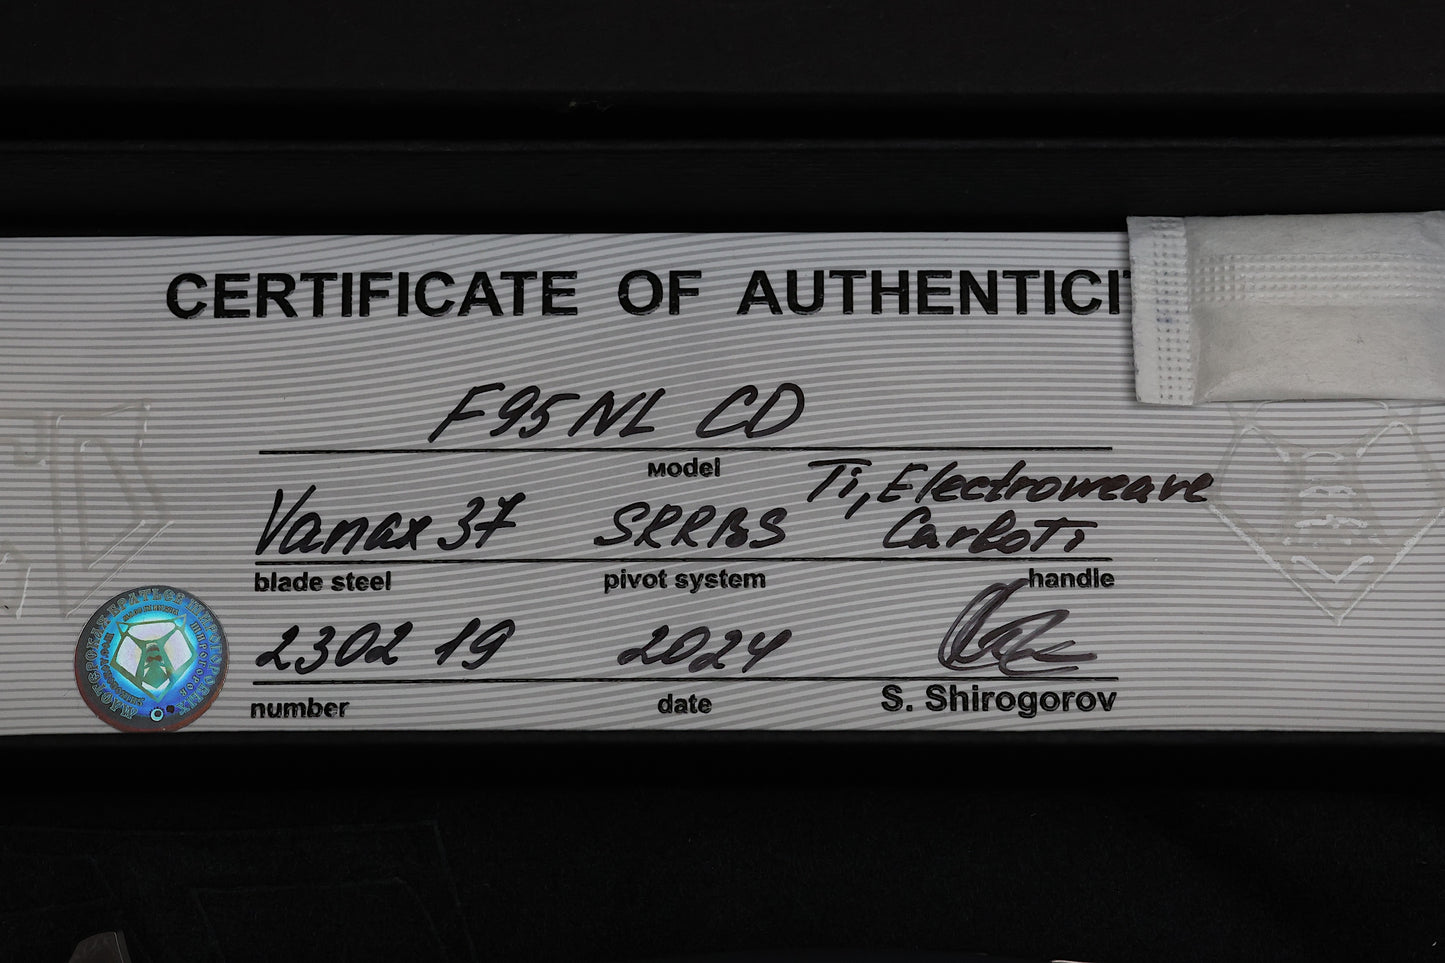 CERTIFICATE OF AUTHENTICI
F95NL CD
Model
Vanax 37 SRRBS Ti, Electroweave
CarboTi
blade steel pivot system handle
2302 19 2024
number date S. Shirogorov